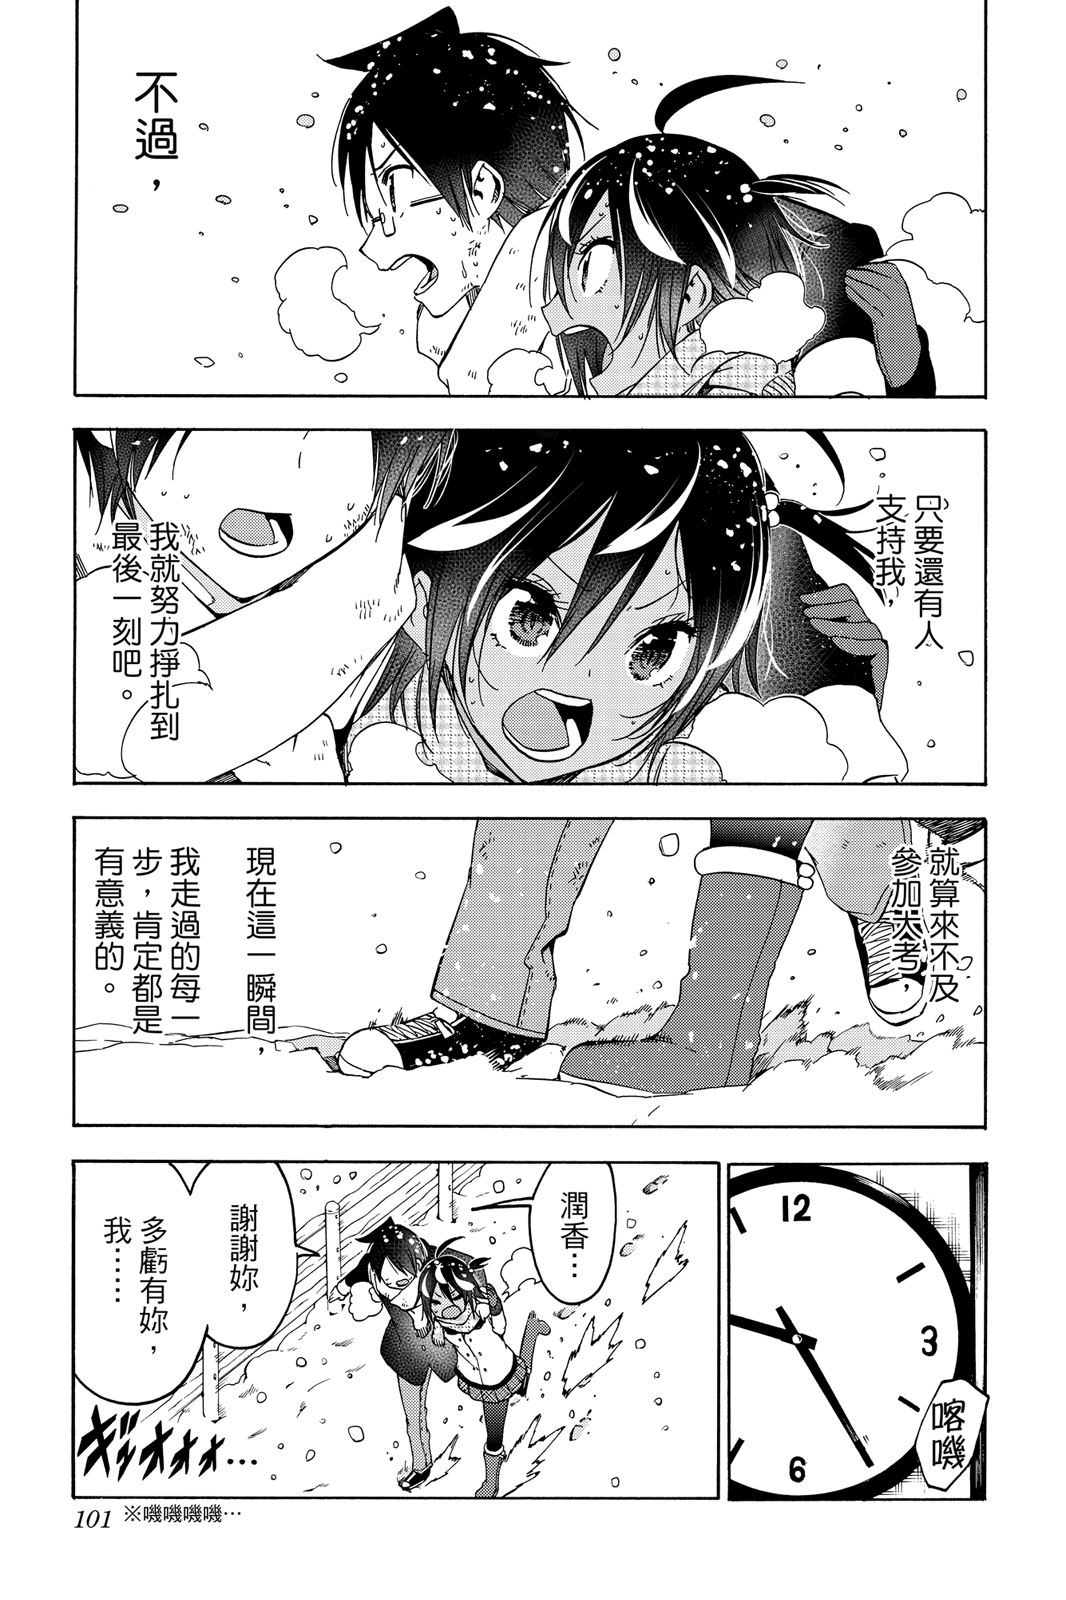 不過，
只要還有人
支持我，
我就努力掙扎到
最後一刻吧。
就算來不及
參加大考，
現在這一瞬間，
我走過的每一
步，肯定都是
有意義的。
12
3
6
喀嘰
潤香…
謝謝妳，
多虧有妳，
我……
ギッオォォ…
101
※嘰嘰嘰嘰…